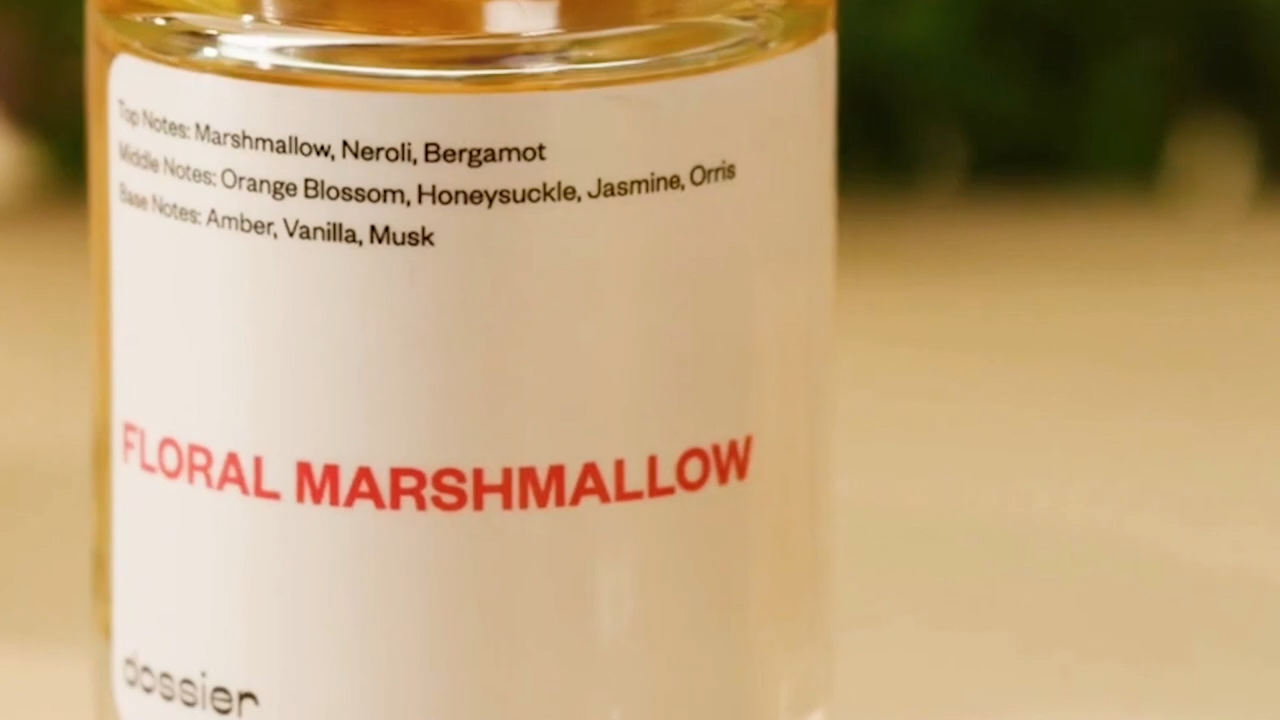 Top Notes: Marshmallow, Neroli, Bergamot
Middle Notes: Orange Blossom, Honeysuckle, Jasmine, Orris
Base Notes: Amber, Vanilla, Musk
FLORAL MARSHMALLOW
dossier